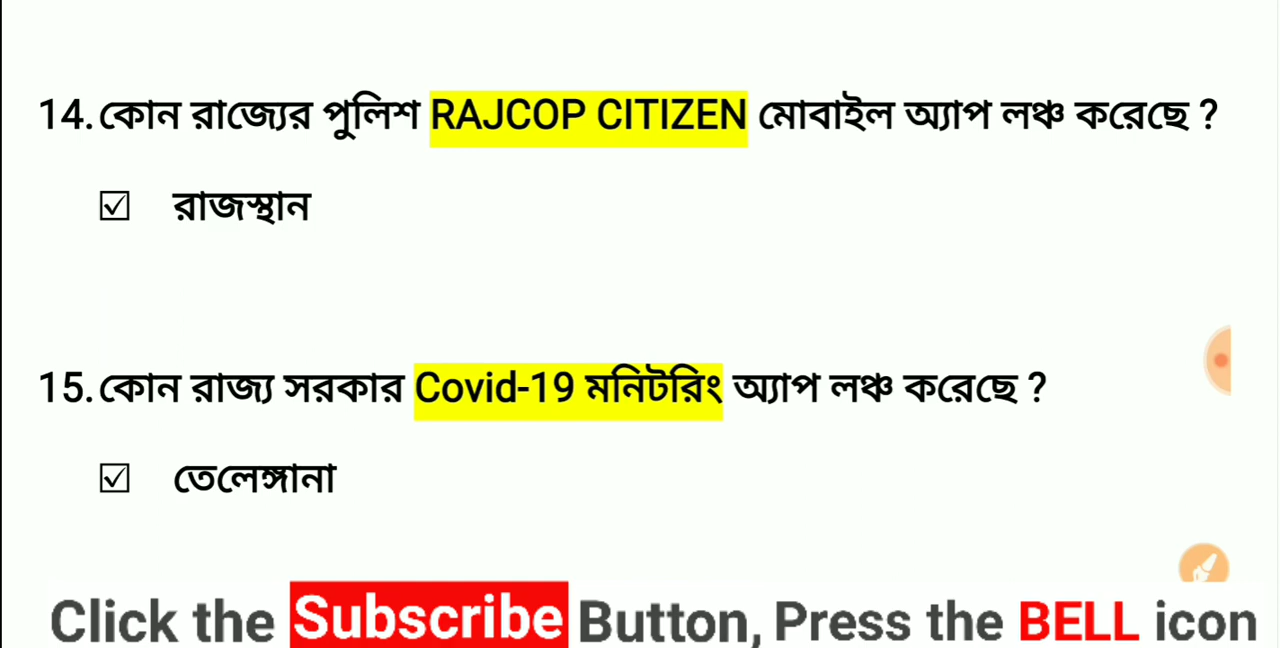 14. কোন রাজ্যের পুলিশ RAJCOP CITIZEN মোবাইল অ্যাপ লঞ্চ করেছে ?
রাজস্থান
15. কোন রাজ্য সরকার Covid-19 মনিটরিং অ্যাপ লঞ্চ করেছে ?
তেলেঙ্গানা
Click the Subscribe Button, Press the BELL icon